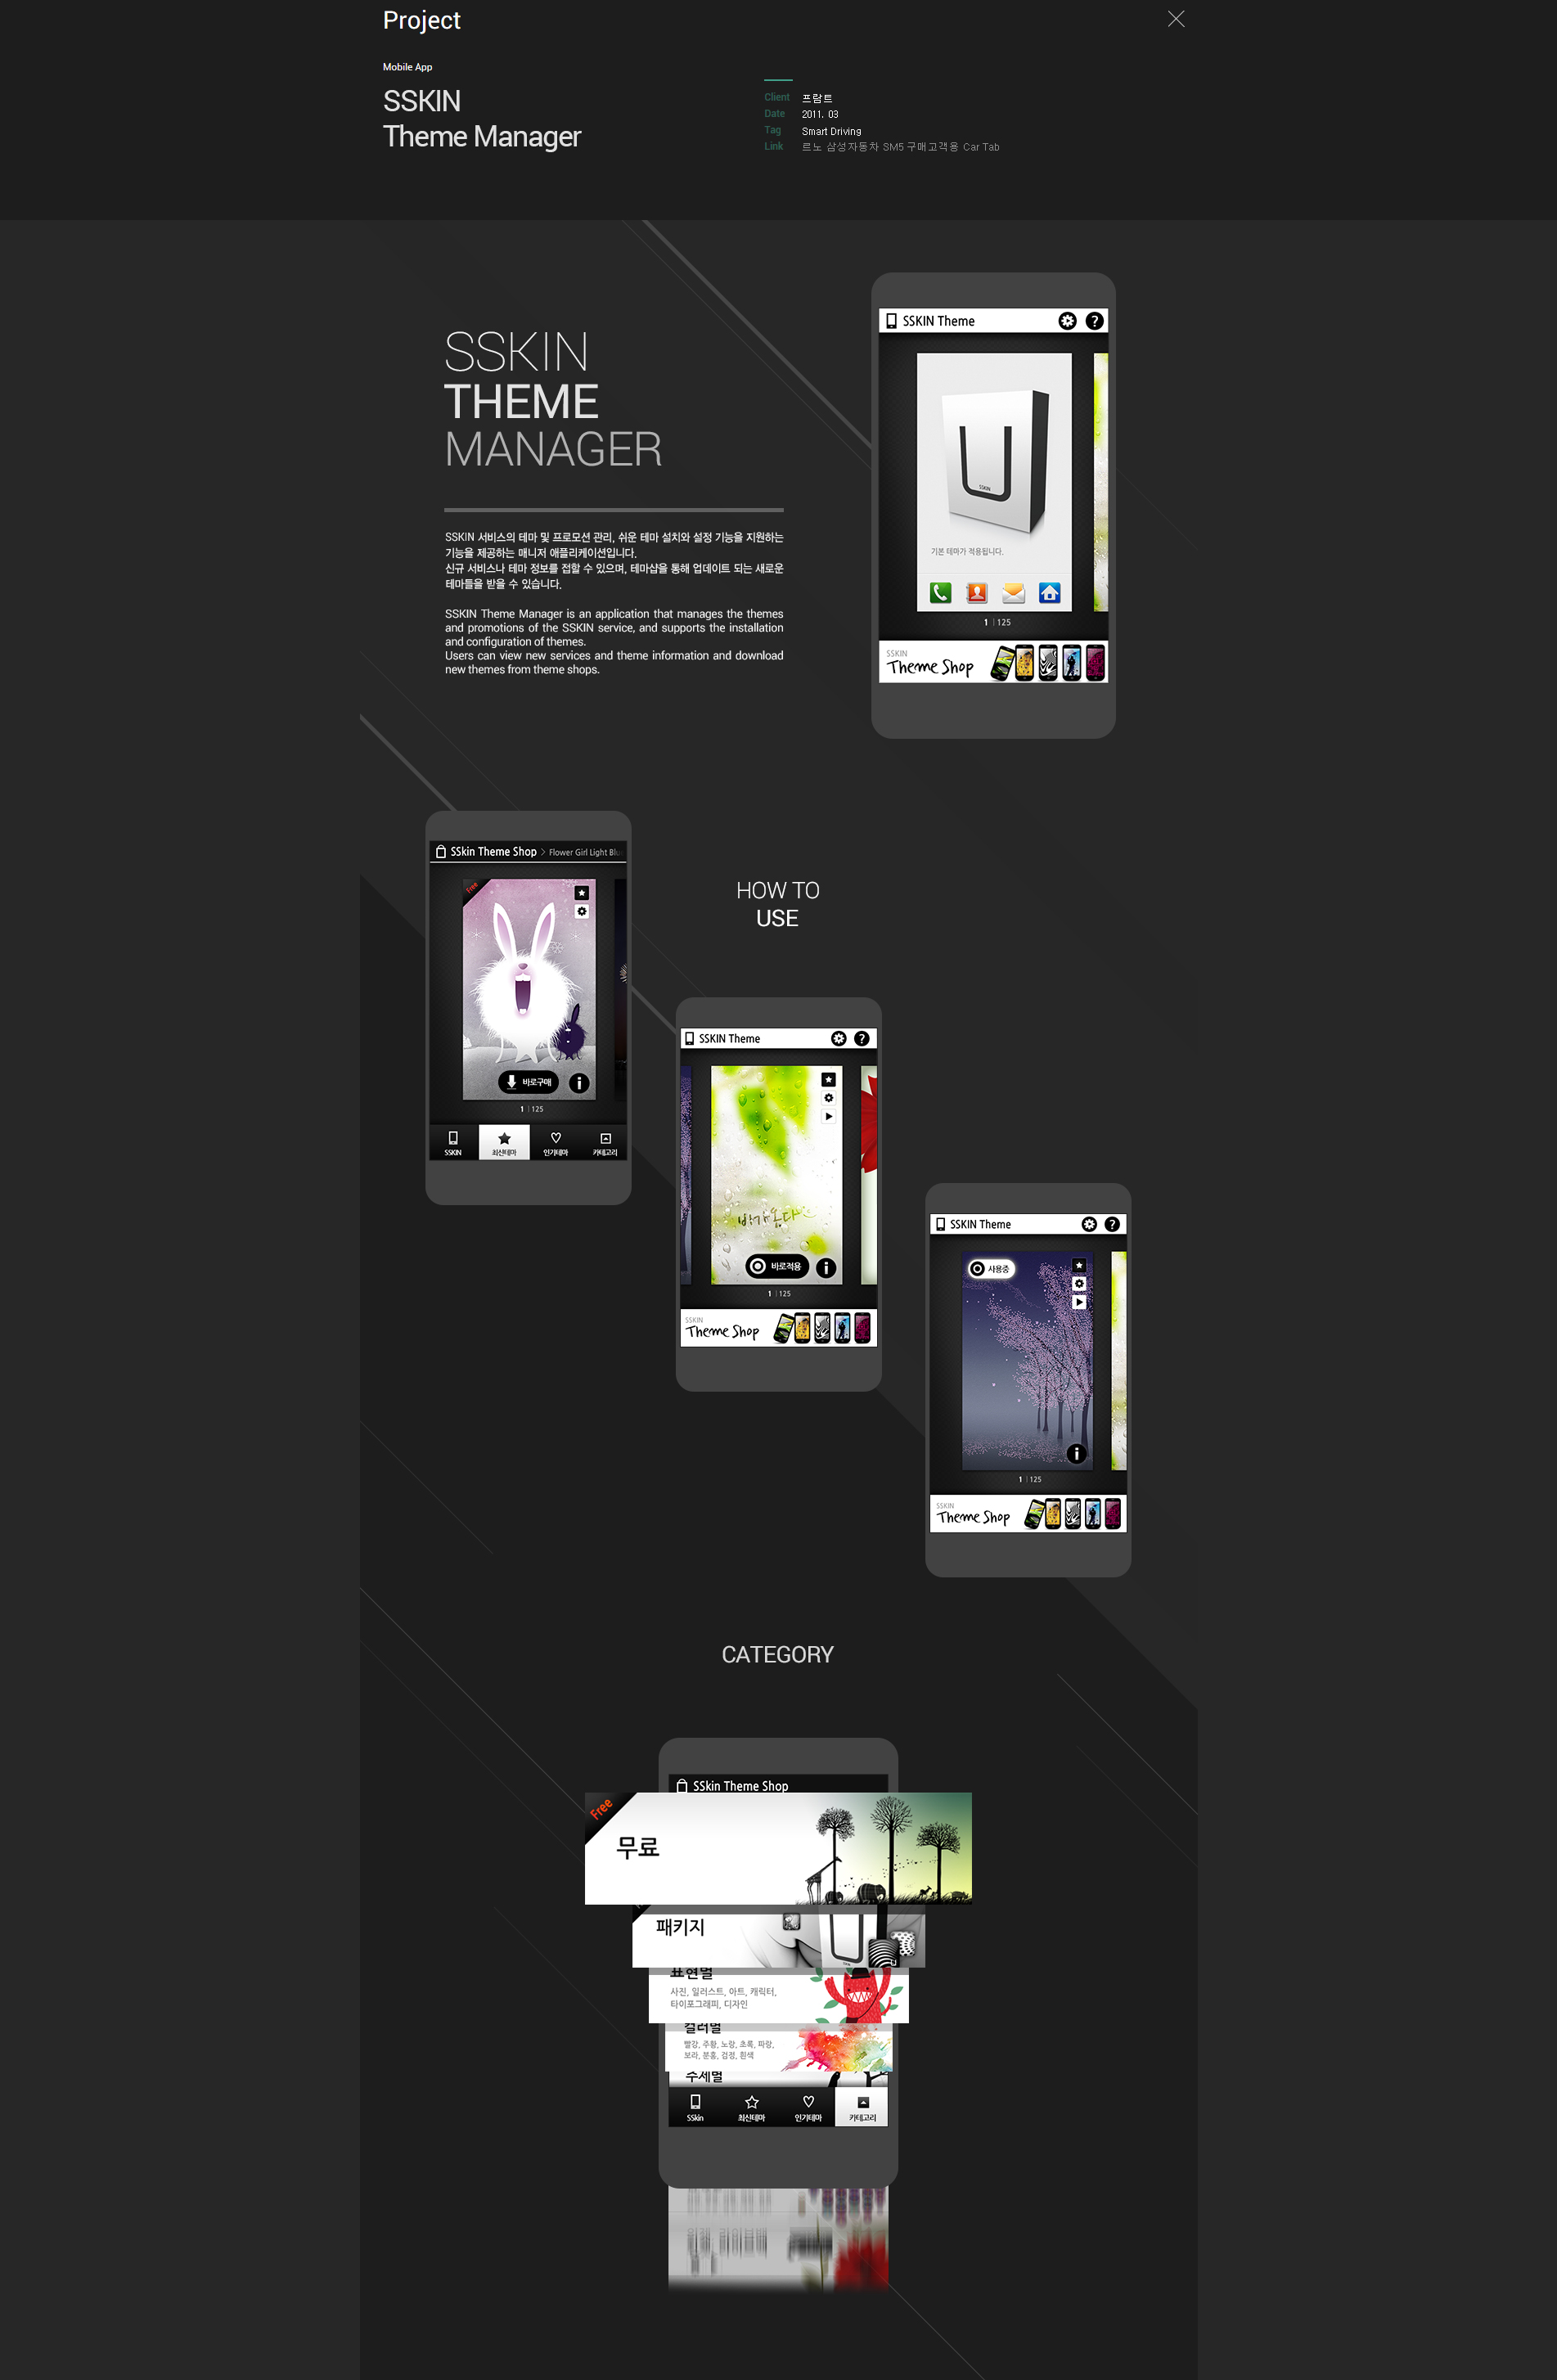 Project
Mobile App
SSKIN
Theme Manager
Client 프람트
Date 2011. 03
Tag Smart Driving
Link 르노 삼성자동차 SM5 구매고객용 Car Tab
SSKIN
THEME
MANAGER
SSKIN 서비스의 테마 및 프로모션 관리, 쉬운 테마 설치와 설정 기능을 지원하는
기능을 제공하는 매니저 애플리케이션입니다.
신규 서비스나 테마 정보를 접할 수 있으며, 테마샵을 통해 업데이트 되는 새로운
테마들을 받을 수 있습니다.
SSKIN Theme Manager is an application that manages the themes
and promotions of the SSKIN service, and supports the installation
and configuration of themes.
Users can view new services and theme information and download
new themes from theme shops.
SSKIN Theme
?
SSKIN
기본 테마가 적용됩니다.
1 | 125
SSKIN
Theme Shop
SSkin Theme Shop > Flower Girl Light Blu
Free
바로구매
1 | 125
SSKIN 최신테마 인기테마 카테고리
HOW TO
USE
SSKIN Theme
?
바로적용
1 | 125
SSKIN
Theme Shop
SSKIN Theme
?
사용중
1 | 125
SSKIN
Theme Shop
CATEGORY
SSkin Theme Shop
Free
무료
패키지
표현별
사진, 일러스트, 아트, 캐릭터,
타이포그래피, 디자인
컬러별
빨강, 주황, 노랑, 초록, 파랑,
보라, 분홍, 검정, 흰색
SSkin 최신테마 인기테마 카테고리